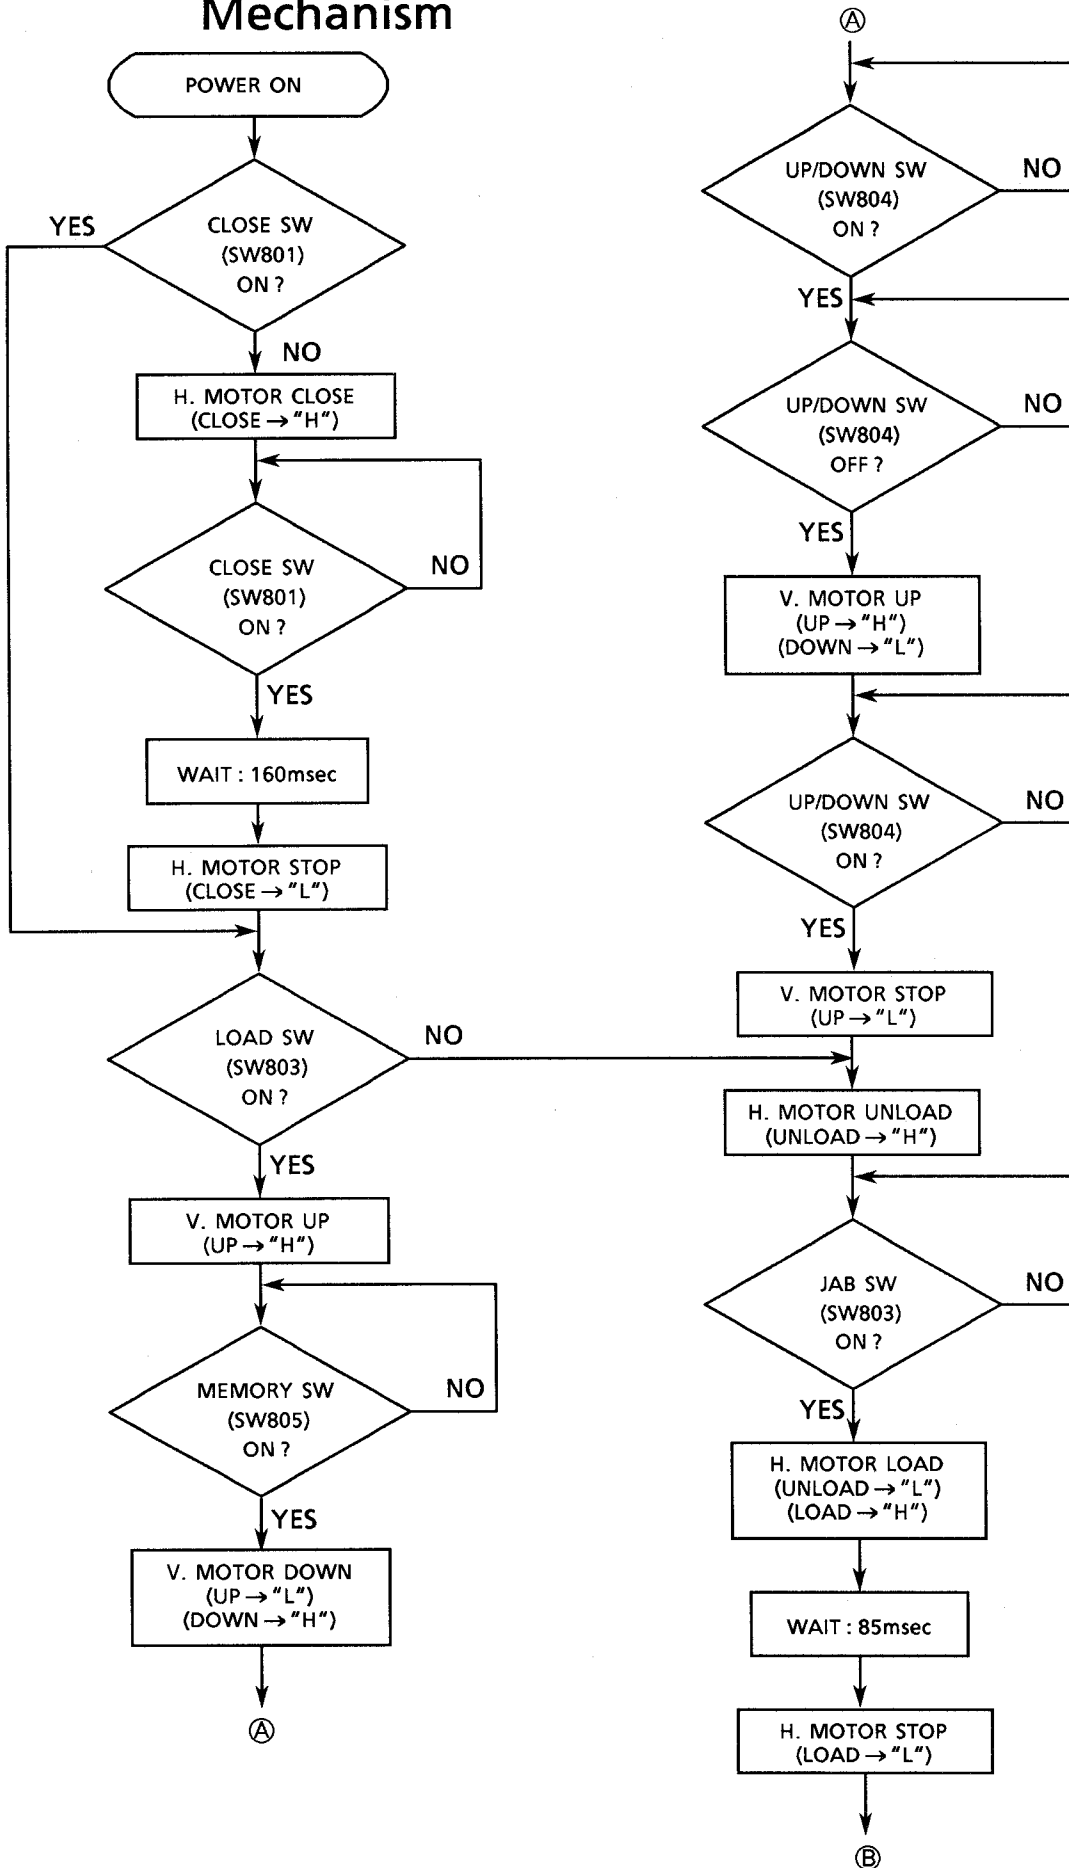 Mechanism
POWER ON
YES
CLOSE SW
(SW801)
ON ?
NO
H. MOTOR CLOSE
(CLOSE → "H")
CLOSE SW
(SW801)
ON ?
NO
YES
WAIT : 160msec
H. MOTOR STOP
(CLOSE → "L")
LOAD SW
(SW803)
ON ?
NO
YES
V. MOTOR UP
(UP → "H")
MEMORY SW
(SW805)
ON ?
NO
YES
V. MOTOR DOWN
(UP → "L")
(DOWN → "H")
Ⓐ
Ⓐ
UP/DOWN SW
(SW804)
ON ?
NO
YES
UP/DOWN SW
(SW804)
OFF ?
NO
YES
V. MOTOR UP
(UP → "H")
(DOWN → "L")
UP/DOWN SW
(SW804)
ON ?
NO
YES
V. MOTOR STOP
(UP → "L")
H. MOTOR UNLOAD
(UNLOAD → "H")
JAB SW
(SW803)
ON ?
NO
YES
H. MOTOR LOAD
(UNLOAD → "L")
(LOAD → "H")
WAIT : 85msec
H. MOTOR STOP
(LOAD → "L")
Ⓑ